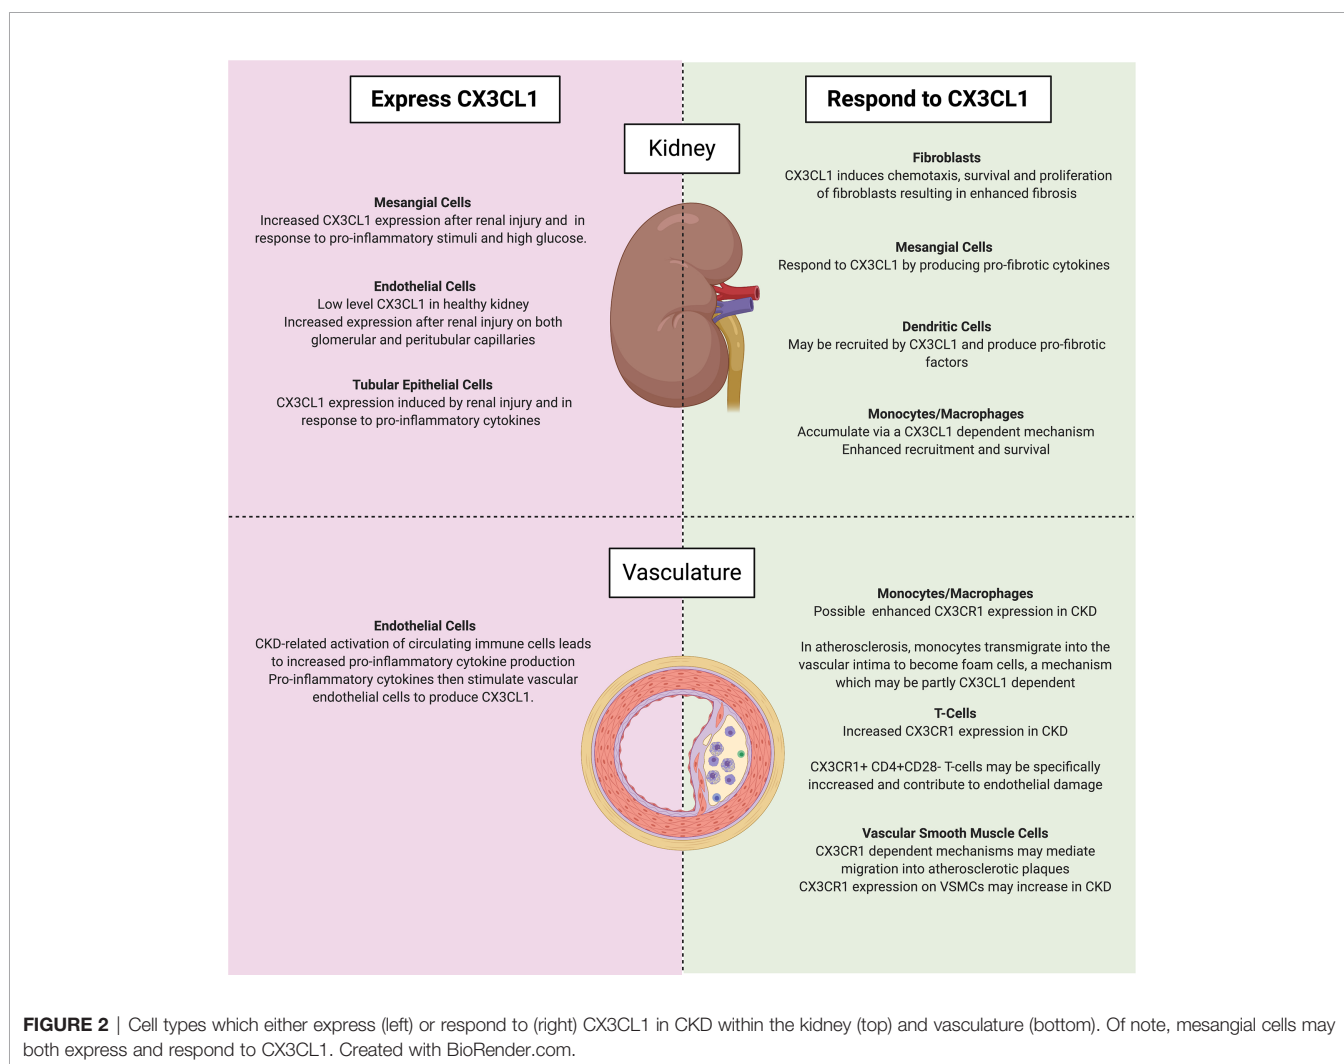 Express CX3CL1
Respond to CX3CL1
Kidney
Mesangial Cells
Increased CX3CL1 expression after renal injury and in
response to pro-inflammatory stimuli and high glucose.
Endothelial Cells
Low level CX3CL1 in healthy kidney
Increased expression after renal injury on both
glomerular and peritubular capillaries
Tubular Epithelial Cells
CX3CL1 expression induced by renal injury and in
response to pro-inflammatory cytokines
Fibroblasts
CX3CL1 induces chemotaxis, survival and proliferation
of fibroblasts resulting in enhanced fibrosis
Mesangial Cells
Respond to CX3CL1 by producing pro-fibrotic cytokines
Dendritic Cells
May be recruited by CX3CL1 and produce pro-fibrotic
factors
Monocytes/Macrophages
Accumulate via a CX3CL1 dependent mechanism
Enhanced recruitment and survival
Vasculature
Endothelial Cells
CKD-related activation of circulating immune cells leads
to increased pro-inflammatory cytokine production
Pro-inflammatory cytokines then stimulate vascular
endothelial cells to produce CX3CL1.
Monocytes/Macrophages
Possible enhanced CX3CR1 expression in CKD
In atherosclerosis, monocytes transmigrate into the
vascular intima to become foam cells, a mechanism
which may be partly CX3CL1 dependent
T-Cells
Increased CX3CR1 expression in CKD
CX3CR1+ CD4+CD28- T-cells may be specifically
inccreased and contribute to endothelial damage
Vascular Smooth Muscle Cells
CX3CR1 dependent mechanisms may mediate
migration into atherosclerotic plaques
CX3CR1 expression on VSMCs may increase in CKD
FIGURE 2 | Cell types which either express (left) or respond to (right) CX3CL1 in CKD within the kidney (top) and vasculature (bottom). Of note, mesangial cells may
both express and respond to CX3CL1. Created with BioRender.com.